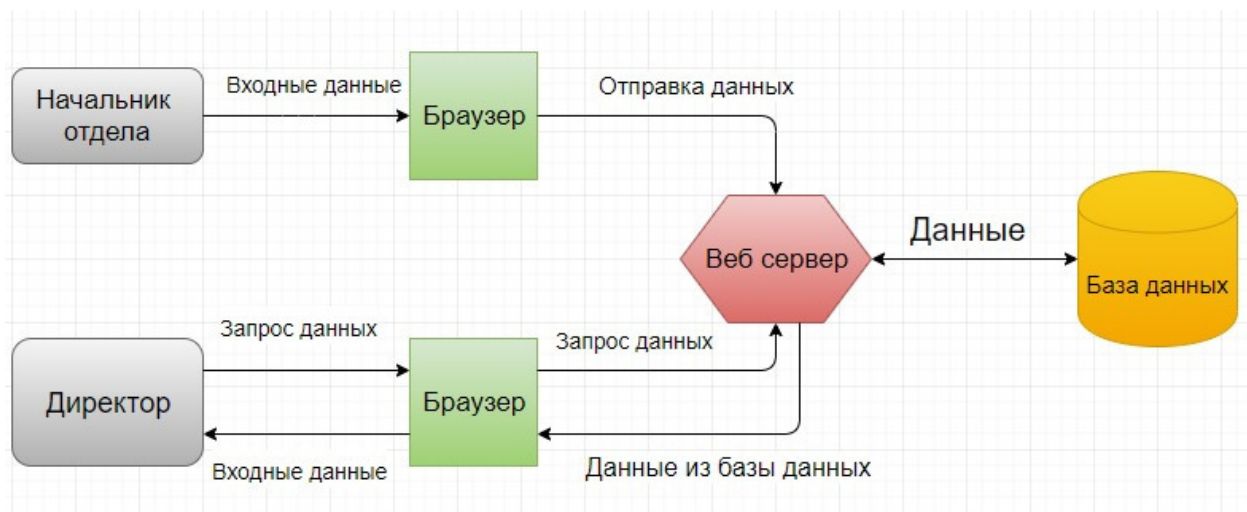 Начальник
отдела
Входные данные
Браузер
Отправка данных
Веб сервер
Данные
База данных
Директор
Запрос данных
Браузер
Запрос данных
Входные данные
Данные из базы данных